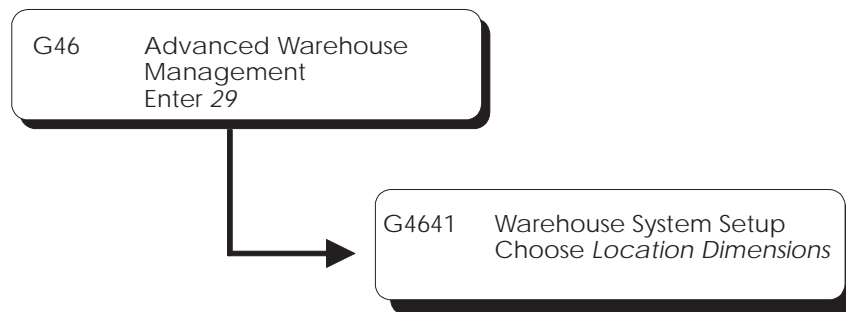 G46 Advanced Warehouse
Management
Enter 29
G4641 Warehouse System Setup
Choose Location Dimensions